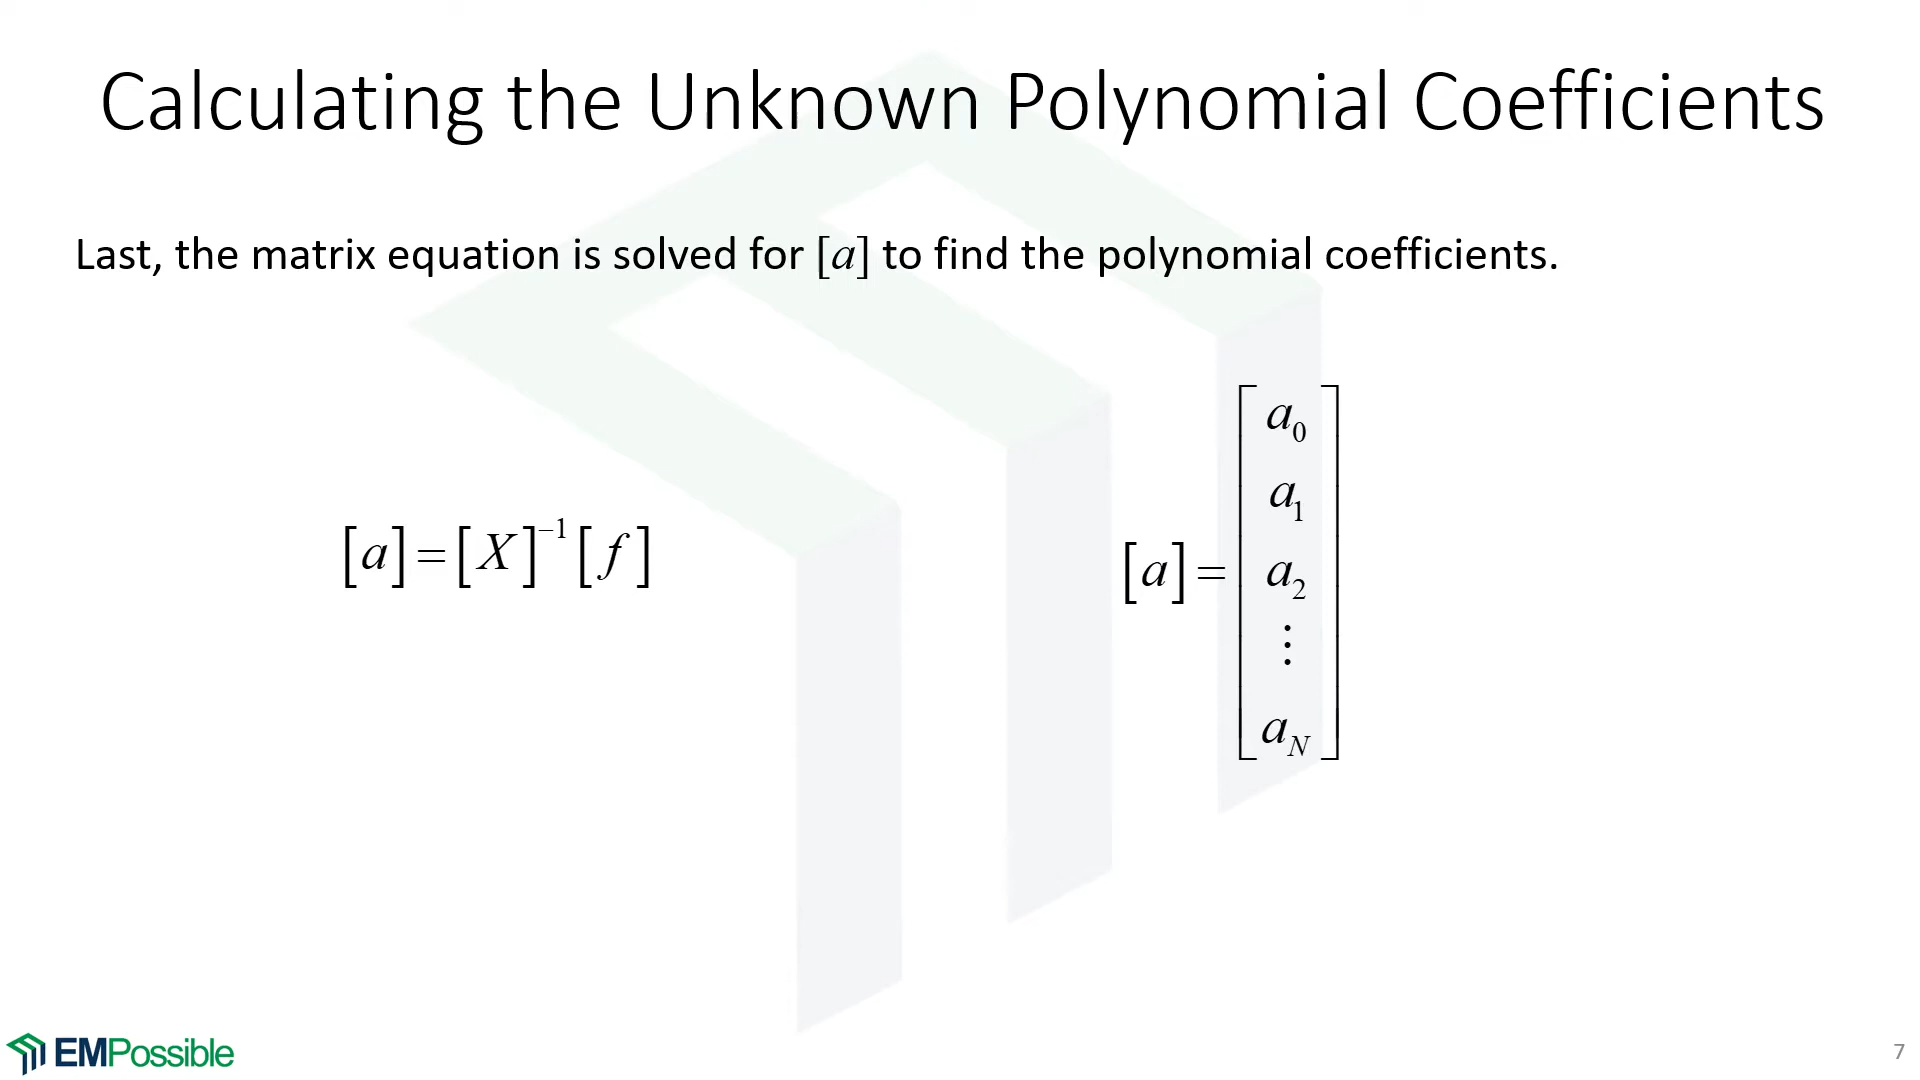 Calculating the Unknown Polynomial Coefficients
Last, the matrix equation is solved for [a] to find the polynomial coefficients.
[a] = [X]⁻¹ [f]
[a] = [a₀ a₁ a₂ ⋮ a_N]
EMPossible
7